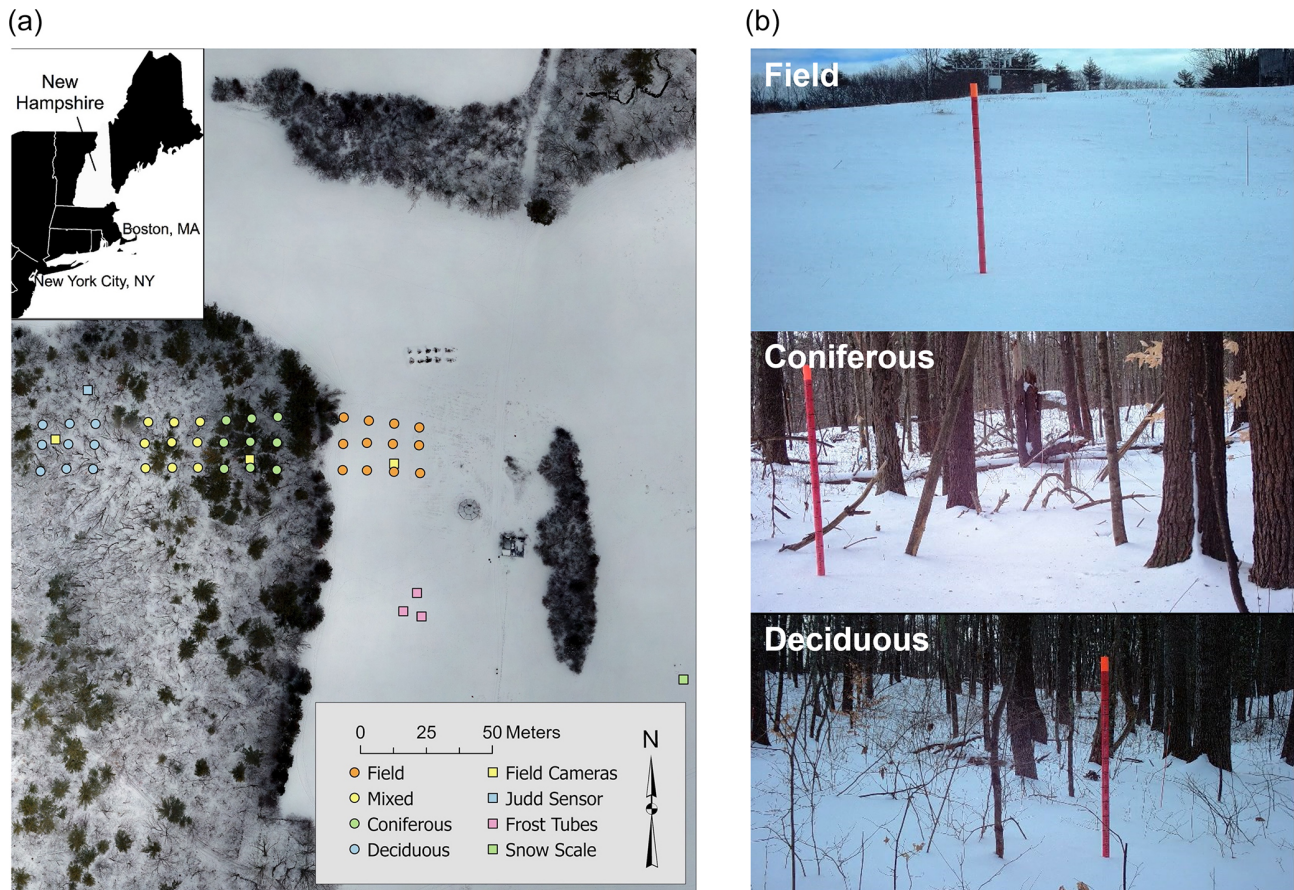 (a)
(b)
New
Hampshire
Boston, MA
New York City, NY
0 25 50 Meters
N
Field
Mixed
Coniferous
Deciduous
Field Cameras
Judd Sensor
Frost Tubes
Snow Scale
Field
Coniferous
Deciduous